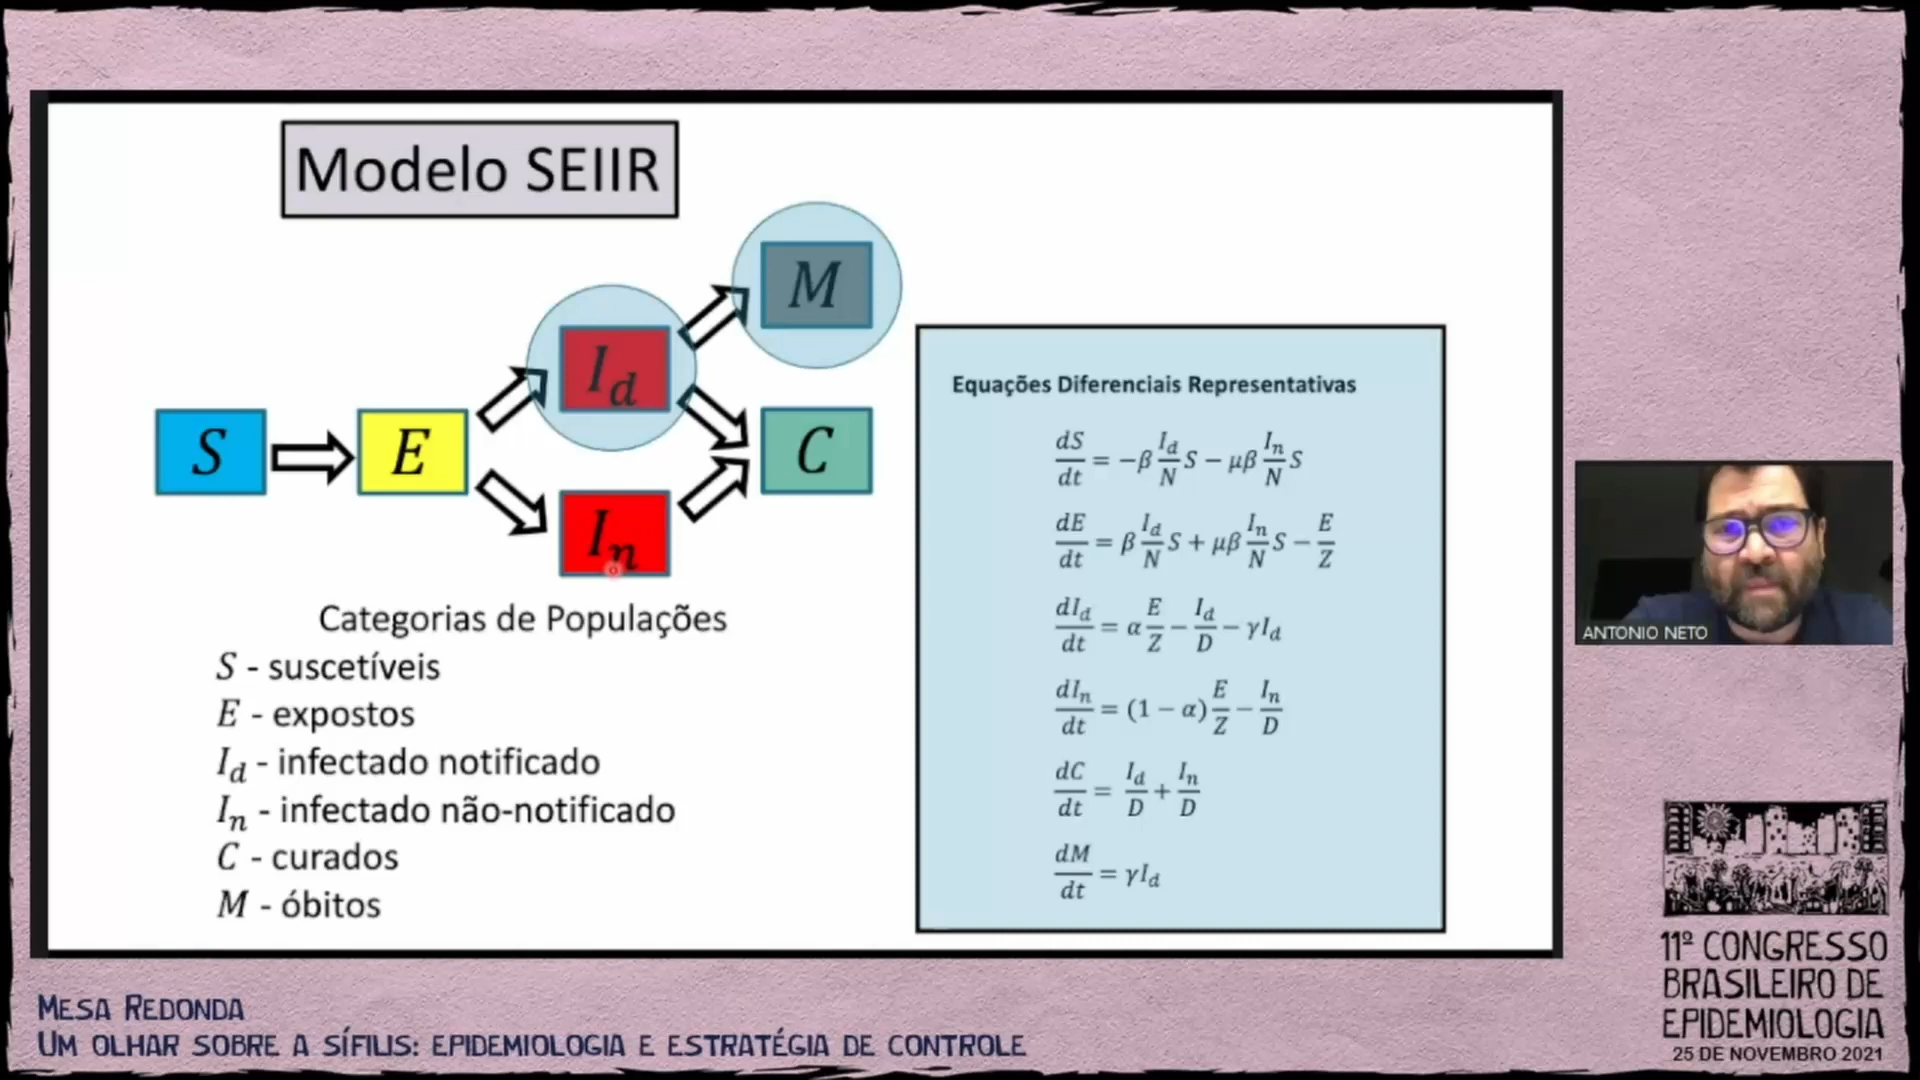 Modelo SEIIR
M
I_d
S
E
C
I_n
Categorias de Populações
S - suscetíveis
E - expostos
I_d - infectado notificado
I_n - infectado não-notificado
C - curados
M - óbitos
Equações Diferenciais Representativas
dS/dt = −β I_d/N S − μβ I_n/N S
dE/dt = β I_d/N S + μβ I_n/N S − E/Z
dI_d/dt = α E/Z − I_d/D − γI_d
dI_n/dt = (1 − α) E/Z − I_n/D
dC/dt = I_d/D + I_n/D
dM/dt = γI_d
ANTONIO NETO
11º CONGRESSO
BRASILEIRO DE
EPIDEMIOLOGIA
25 DE NOVEMBRO 2021
MESA REDONDA
UM OLHAR SOBRE A SÍFILIS: EPIDEMIOLOGIA E ESTRATÉGIA DE CONTROLE